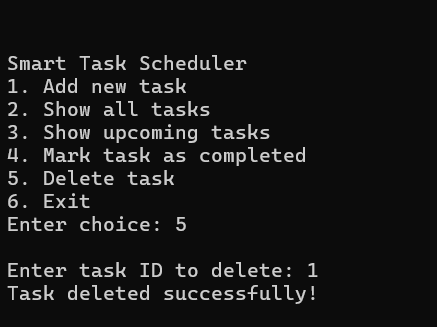 Smart Task Scheduler
1. Add new task
2. Show all tasks
3. Show upcoming tasks
4. Mark task as completed
5. Delete task
6. Exit
Enter choice: 5
Enter task ID to delete: 1
Task deleted successfully!